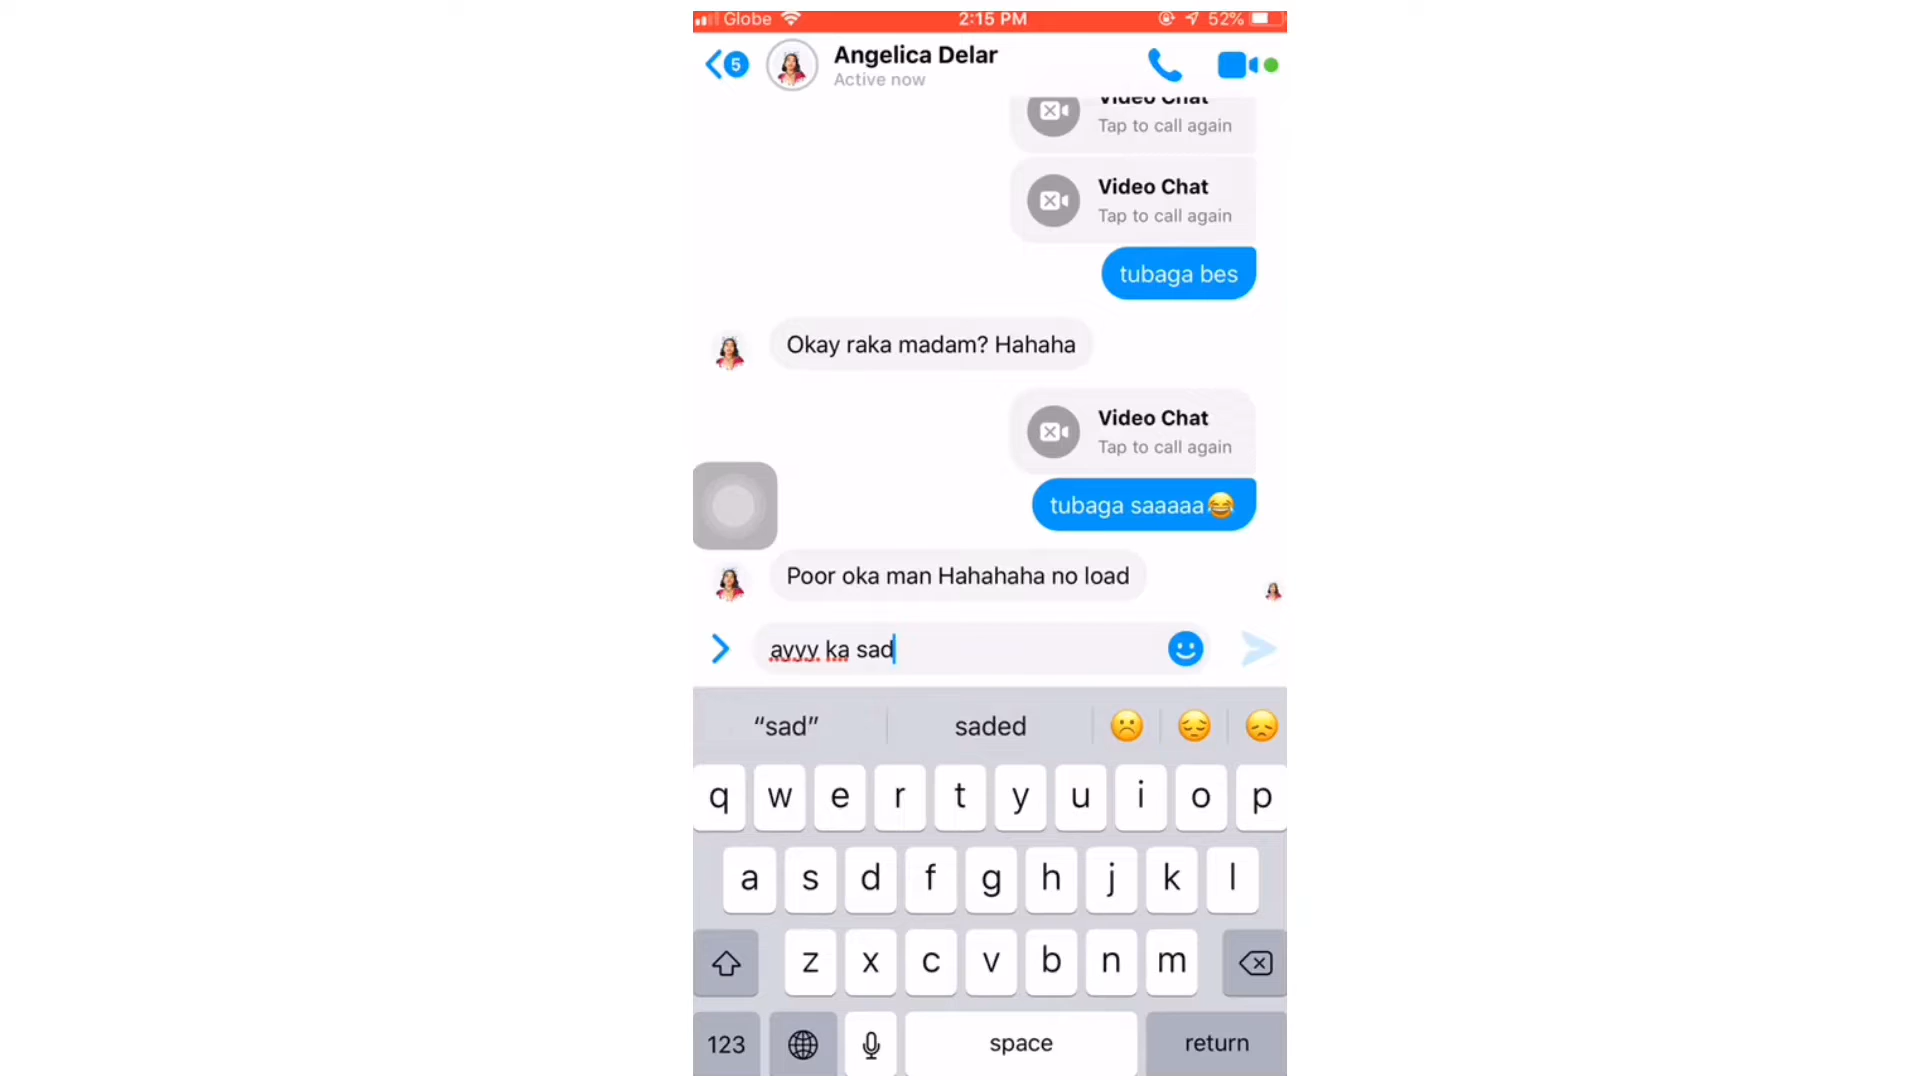 Globe 2:15 PM 52%
5 Angelica Delar
Active now
Video Chat
Tap to call again
Video Chat
Tap to call again
tubaga bes
Okay raka madam? Hahaha
Video Chat
Tap to call again
tubaga saaaaa😂
Poor oka man Hahahaha no load
ayyy ka sad
“sad” saded ☹️ 😔 😞
q w e r t y u i o p
a s d f g h j k l
z x c v b n m
123 space return